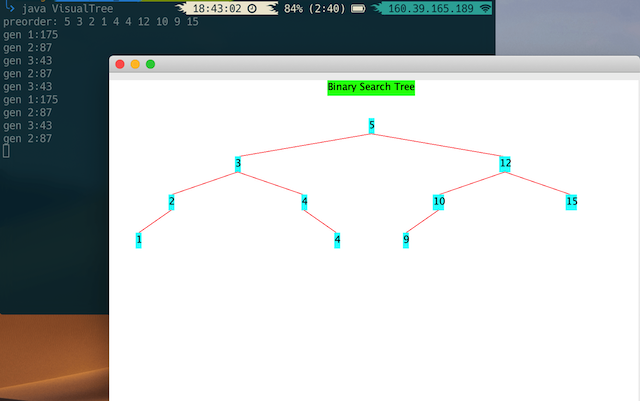 java VisualTree
18:43:02
84% (2:40)
160.39.165.189
preorder: 5 3 2 1 4 4 12 10 9 15
gen 1:175
gen 2:87
gen 3:43
gen 2:87
gen 3:43
gen 1:175
gen 2:87
gen 3:43
gen 2:87
Binary Search Tree
5
3
12
2
4
10
15
1
4
9